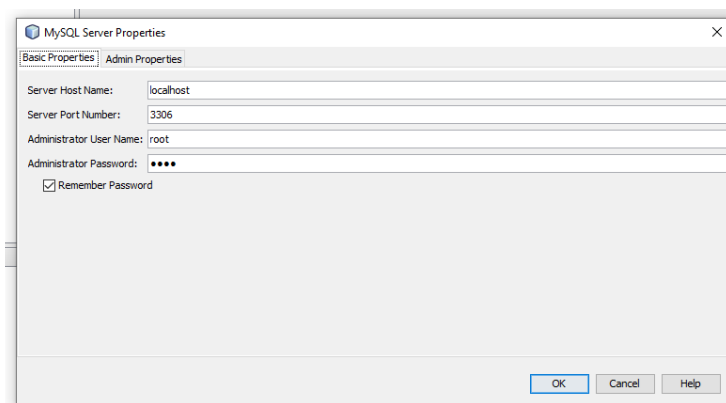 MySQL Server Properties
Basic Properties Admin Properties
Server Host Name: localhost
Server Port Number: 3306
Administrator User Name: root
Administrator Password: ••••
Remember Password
OK Cancel Help